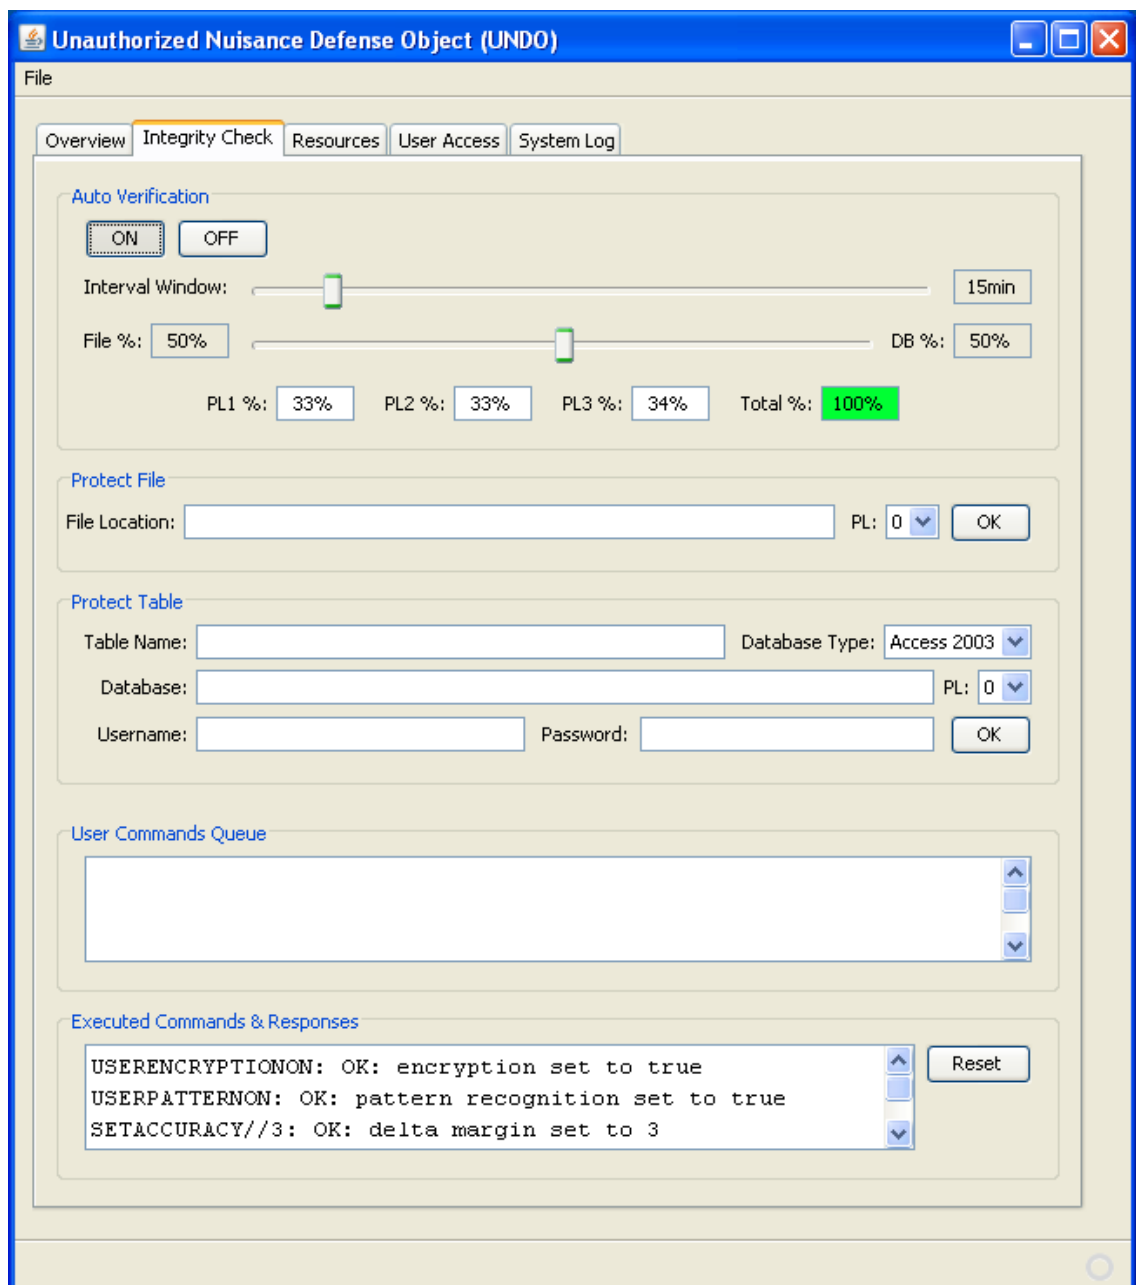 Unauthorized Nuisance Defense Object (UNDO)
File
Overview Integrity Check Resources User Access System Log
Auto Verification
ON OFF
Interval Window: 15min
File %: 50% DB %: 50%
PL1 %: 33% PL2 %: 33% PL3 %: 34% Total %: 100%
Protect File
File Location: PL: 0 OK
Protect Table
Table Name: Database Type: Access 2003
Database: PL: 0
Username: Password: OK
User Commands Queue
Executed Commands & Responses
USERENCRYPTIONON: OK: encryption set to true Reset
USERPATTERNON: OK: pattern recognition set to true
SETACCURACY//3: OK: delta margin set to 3